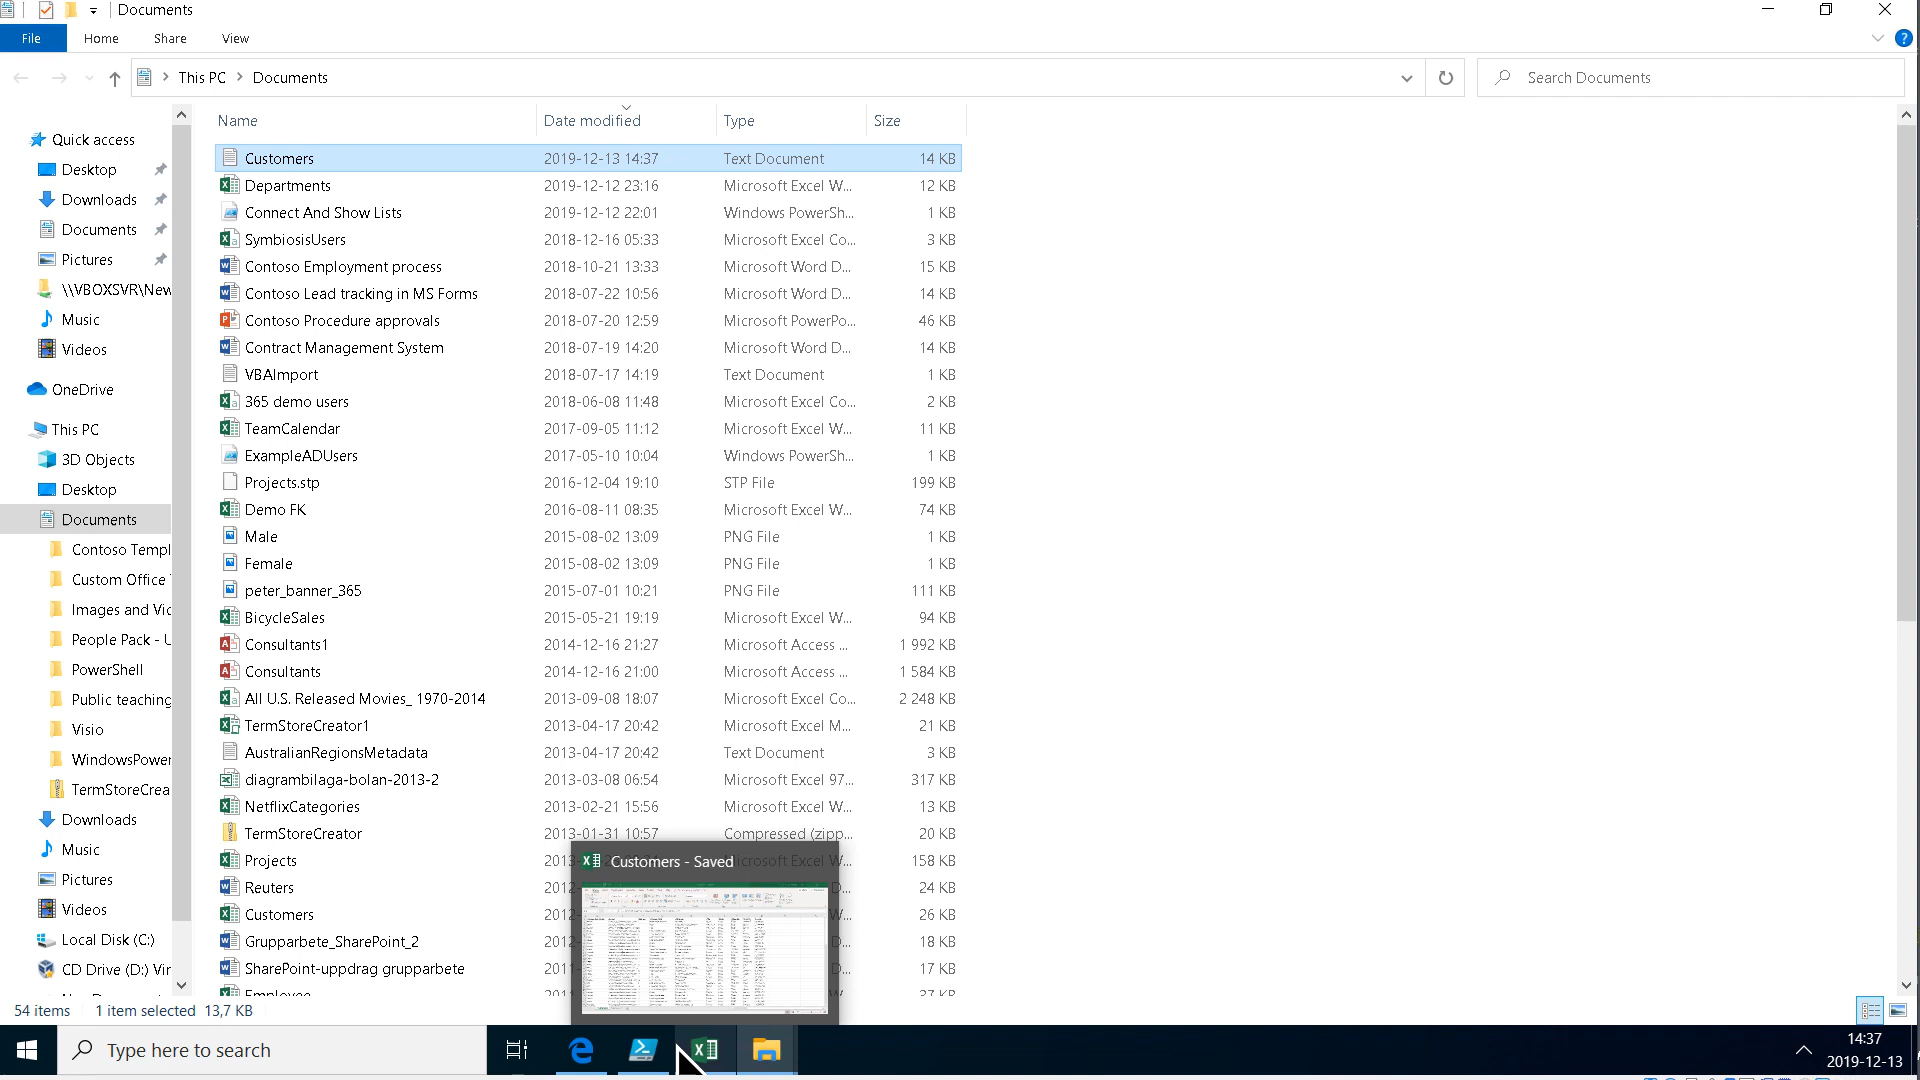 Documents
File Home Share View
This PC Documents
Search Documents
Name Date modified Type Size
Quick access
Desktop
Downloads
Documents
Pictures
\\VBOXSVR\New
Music
Videos
OneDrive
This PC
3D Objects
Desktop
Documents
Contoso Templ
Custom Office
Images and Vic
People Pack - U
PowerShell
Public teaching
Visio
WindowsPower
TermStoreCrea
Downloads
Music
Pictures
Videos
Local Disk (C:)
CD Drive (D:) Vir
Customers 2019-12-13 14:37 Text Document 14 KB
Departments 2019-12-12 23:16 Microsoft Excel W... 12 KB
Connect And Show Lists 2019-12-12 22:01 Windows PowerSh... 1 KB
SymbiosisUsers 2018-12-16 05:33 Microsoft Excel Co... 3 KB
Contoso Employment process 2018-10-21 13:33 Microsoft Word D... 15 KB
Contoso Lead tracking in MS Forms 2018-07-22 10:56 Microsoft Word D... 14 KB
Contoso Procedure approvals 2018-07-20 12:59 Microsoft PowerPo... 46 KB
Contract Management System 2018-07-19 14:20 Microsoft Word D... 14 KB
VBAImport 2018-07-17 14:19 Text Document 1 KB
365 demo users 2018-06-08 11:48 Microsoft Excel Co... 2 KB
TeamCalendar 2017-09-05 11:12 Microsoft Excel W... 11 KB
ExampleADUsers 2017-05-10 10:04 Windows PowerSh... 1 KB
Projects.stp 2016-12-04 19:10 STP File 199 KB
Demo FK 2016-08-11 08:35 Microsoft Excel W... 74 KB
Male 2015-08-02 13:09 PNG File 1 KB
Female 2015-08-02 13:09 PNG File 1 KB
peter_banner_365 2015-07-01 10:21 PNG File 111 KB
BicycleSales 2015-05-21 19:19 Microsoft Excel W... 94 KB
Consultants1 2014-12-16 21:27 Microsoft Access ... 1 992 KB
Consultants 2014-12-16 21:00 Microsoft Access ... 1 584 KB
All U.S. Released Movies_ 1970-2014 2013-09-08 18:07 Microsoft Excel Co... 2 248 KB
TermStoreCreator1 2013-04-17 20:42 Microsoft Excel M... 21 KB
AustralianRegionsMetadata 2013-04-17 20:42 Text Document 3 KB
diagrambilaga-bolan-2013-2 2013-03-08 06:54 Microsoft Excel 97... 317 KB
NetflixCategories 2013-02-21 15:56 Microsoft Excel W... 13 KB
TermStoreCreator 2013-01-31 10:57 Compressed (zipp... 20 KB
Projects 2013 158 KB
Reuters 2012 24 KB
Customers 2012 26 KB
Grupparbete_SharePoint_2 2012 18 KB
SharePoint-uppdrag grupparbete 2011 17 KB
Employee 27 KB
Customers - Saved
54 items 1 item selected 13,7 KB
Type here to search
14:37
2019-12-13